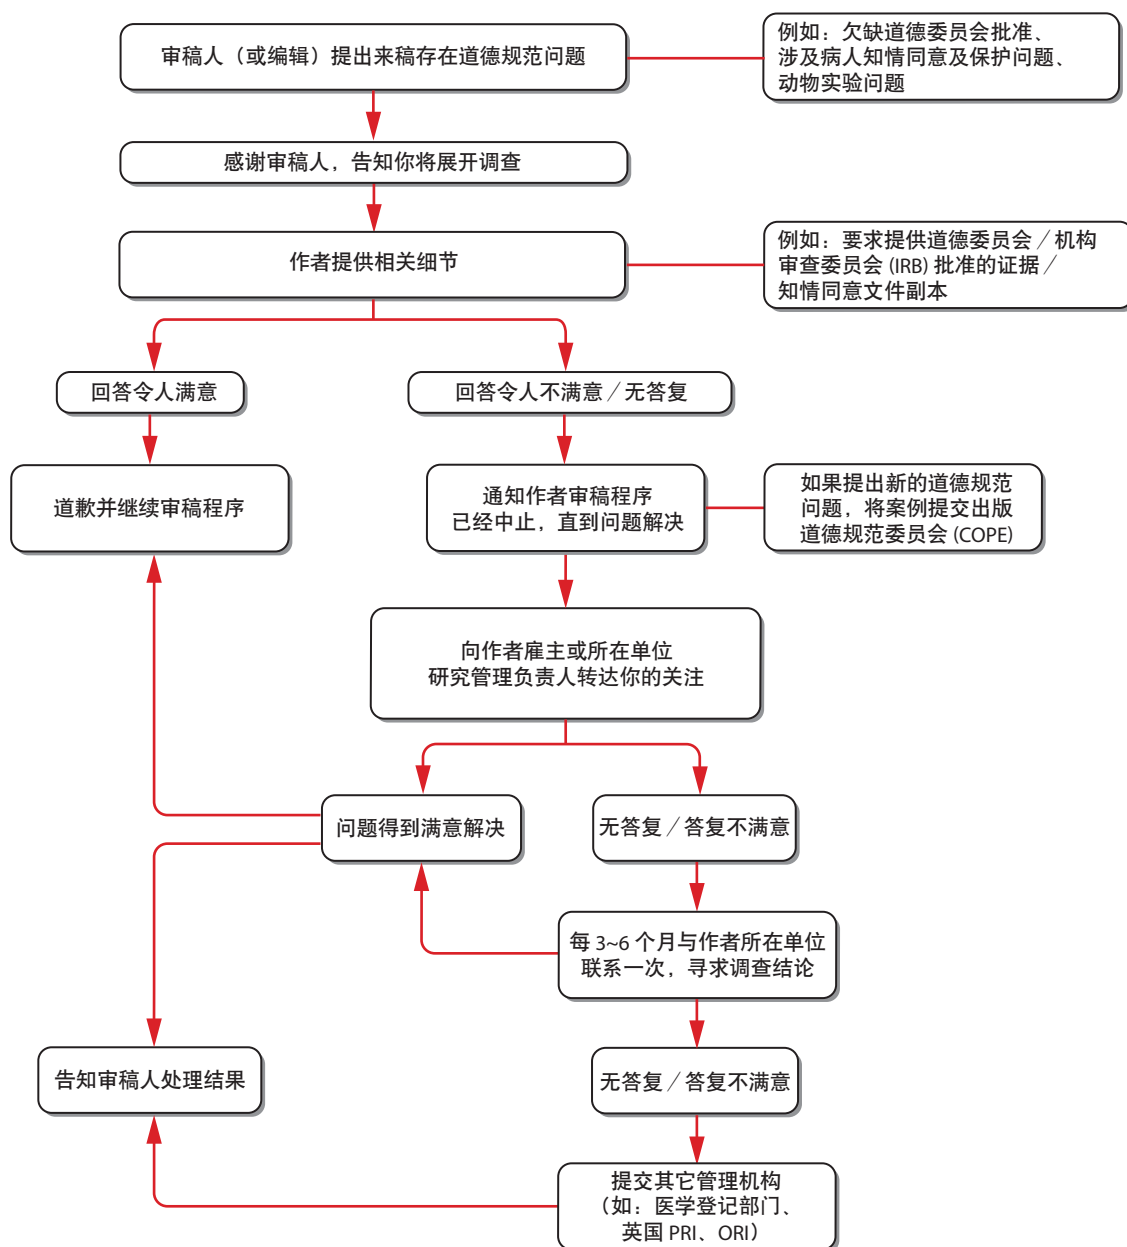 审稿人（或编辑）提出来稿存在道德规范问题
例如：欠缺道德委员会批准、
涉及病人知情同意及保护问题、
动物实验问题
感谢审稿人，告知你将展开调查
作者提供相关细节
例如：要求提供道德委员会／机构
审查委员会 (IRB) 批准的证据／
知情同意文件副本
回答令人满意
回答令人不满意／无答复
道歉并继续审稿程序
通知作者审稿程序
已经中止，直到问题解决
如果提出新的道德规范
问题，将案例提交出版
道德规范委员会 (COPE)
向作者雇主或所在单位
研究管理负责人转达你的关注
问题得到满意解决
无答复／答复不满意
每 3~6 个月与作者所在单位
联系一次，寻求调查结论
告知审稿人处理结果
无答复／答复不满意
提交其它管理机构
（如：医学登记部门、
英国 PRI、ORI）